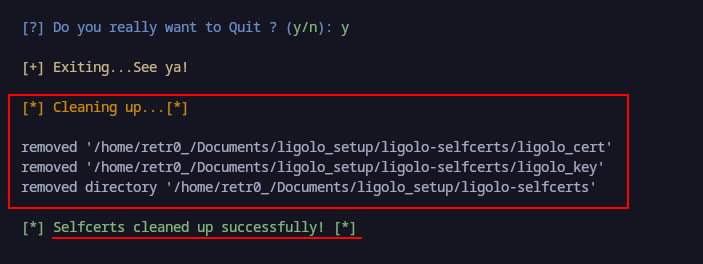 [?] Do you really want to Quit ? (y/n): y
[+] Exiting...See ya!
[*] Cleaning up...[*]
removed '/home/retr0_/Documents/ligolo_setup/ligolo-selfcerts/ligolo_cert'
removed '/home/retr0_/Documents/ligolo_setup/ligolo-selfcerts/ligolo_key'
removed directory '/home/retr0_/Documents/ligolo_setup/ligolo-selfcerts'
[*] Selfcerts cleaned up successfully! [*]